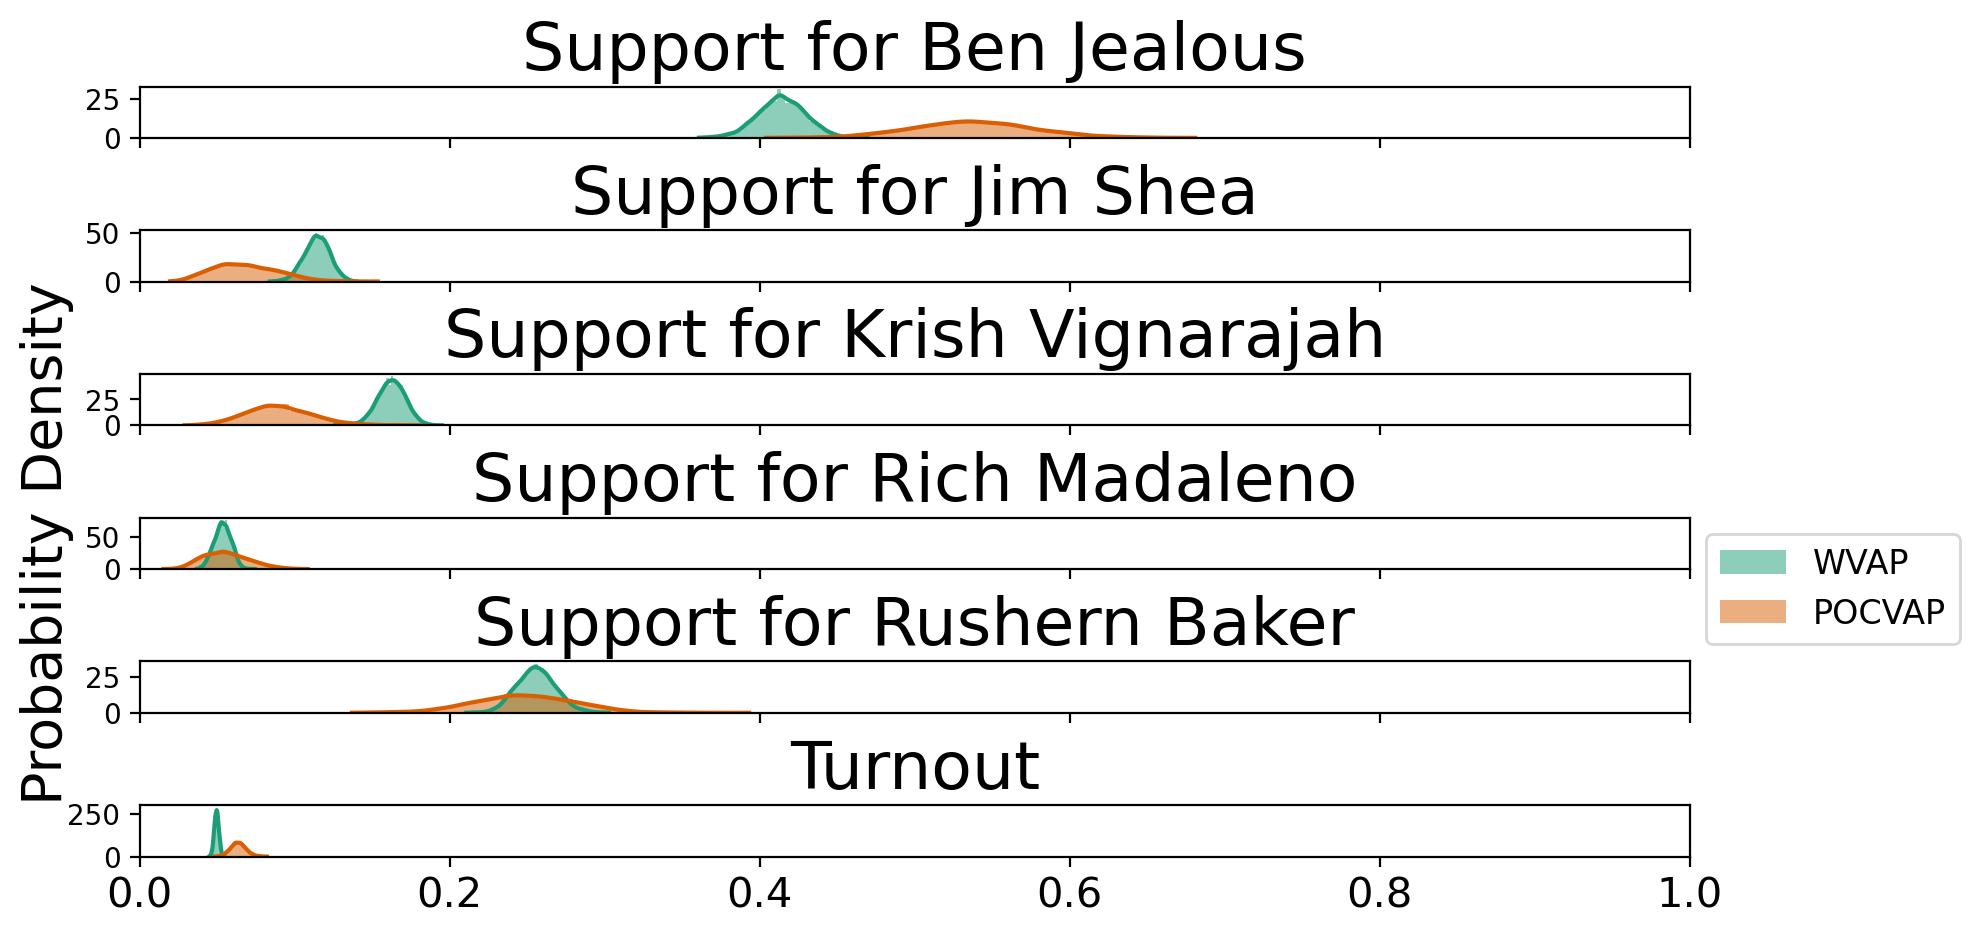 Support for Ben Jealous
25
0
Support for Jim Shea
50
0
Support for Krish Vignarajah
25
0
Support for Rich Madaleno
50
0
Support for Rushern Baker
25
0
Turnout
250
0
0.0 0.2 0.4 0.6 0.8 1.0
Probability Density
WVAP
POCVAP